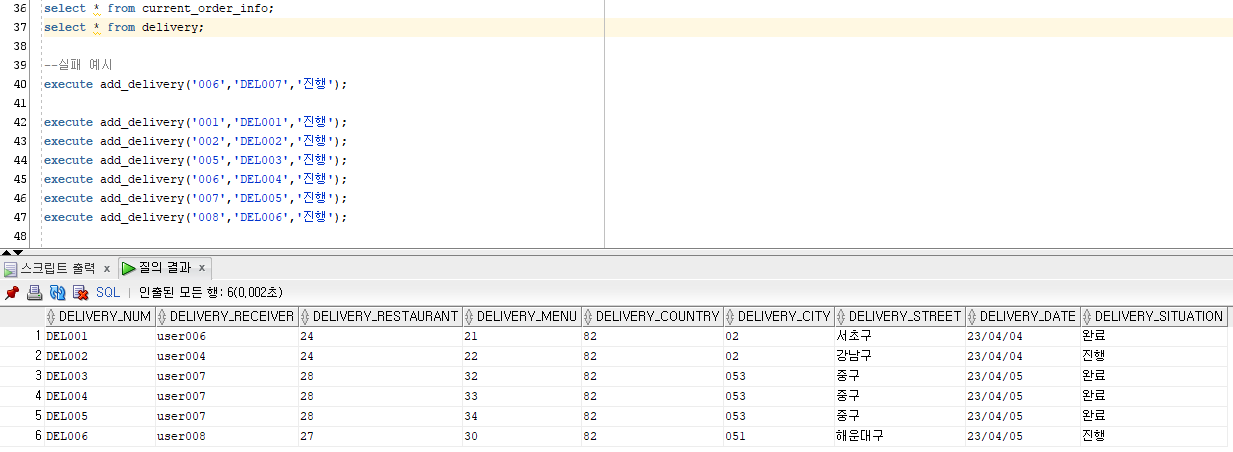 36 select * from current_order_info;
37 select * from delivery;
38
39 --실패 예시
40 execute add_delivery('006','DEL007','진행');
41
42 execute add_delivery('001','DEL001','진행');
43 execute add_delivery('002','DEL002','진행');
44 execute add_delivery('005','DEL003','진행');
45 execute add_delivery('006','DEL004','진행');
46 execute add_delivery('007','DEL005','진행');
47 execute add_delivery('008','DEL006','진행');
48
스크립트 출력 x 질의 결과 x
SQL | 인출된 모든 행: 6(0,002초)
DELIVERY_NUM DELIVERY_RECEIVER DELIVERY_RESTAURANT DELIVERY_MENU DELIVERY_COUNTRY DELIVERY_CITY DELIVERY_STREET DELIVERY_DATE DELIVERY_SITUATION
1 DEL001 user006 24 21 82 02 서초구 23/04/04 완료
2 DEL002 user004 24 22 82 02 강남구 23/04/04 진행
3 DEL003 user007 28 32 82 053 중구 23/04/05 완료
4 DEL004 user007 28 33 82 053 중구 23/04/05 완료
5 DEL005 user007 28 34 82 053 중구 23/04/05 완료
6 DEL006 user008 27 30 82 051 해운대구 23/04/05 진행